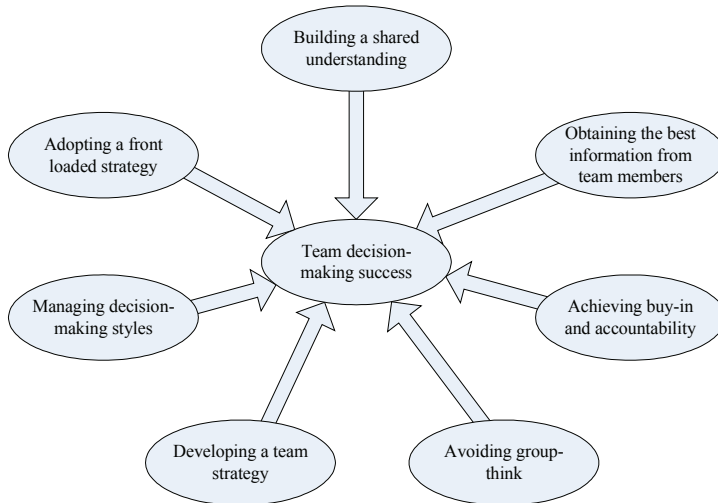 Building a shared
understanding
Adopting a front
loaded strategy
Obtaining the best
information from
team members
Team decision-
making success
Managing decision-
making styles
Achieving buy-in
and accountability
Developing a team
strategy
Avoiding group-
think